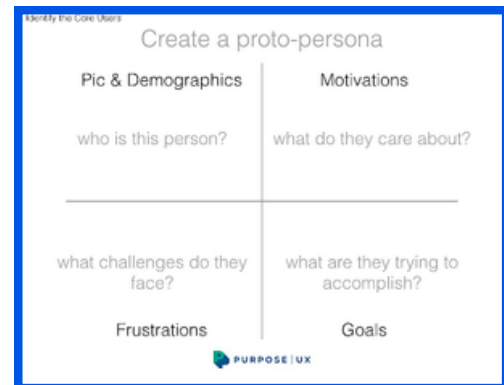 Identify the Core Users
Create a proto-persona
Pic & Demographics
Motivations
who is this person?
what do they care about?
what challenges do they
face?
what are they trying to
accomplish?
Frustrations
Goals
PURPOSE | UX